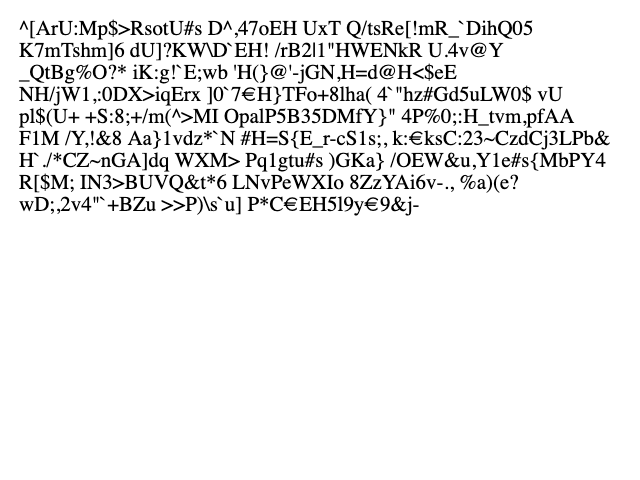 ^[ArU:Mp$>RsotU#s D^,47oEH UxT Q/tsRe[!mR_`DihQ05
K7mTshm]6 dU]?KW\D`EH! /rB2l1"HWENkR U.4v@Y
_QtBg%O?* iK:g!`E;wb 'H(}@'-jGN,H=d@H<$eE
NH/jW1,:0DX>iqErx ]0`7€H}TFo+8lha( 4`"hz#Gd5uLW0$ vU
pl$(U+ +S:8;+/m(^>MI OpalP5B35DMfY}" 4P%0;:H_tvm,pfAA
F1M /Y,!&8 Aa}1vdz*`N #H=S{E_r-cS1s;, k:€ksC:23~CzdCj3LPb&
H`./*CZ~nGA]dq WXM> Pq1gtu#s )GKa} /OEW&u,Y1e#s{MbPY4
R[$M; IN3>BUVQ&t*6 LNvPeWXIo 8ZzYAi6v-., %a)(e?
wD;,2v4"`+BZu >>P)\s`u] P*C€EH5l9y€9&j-